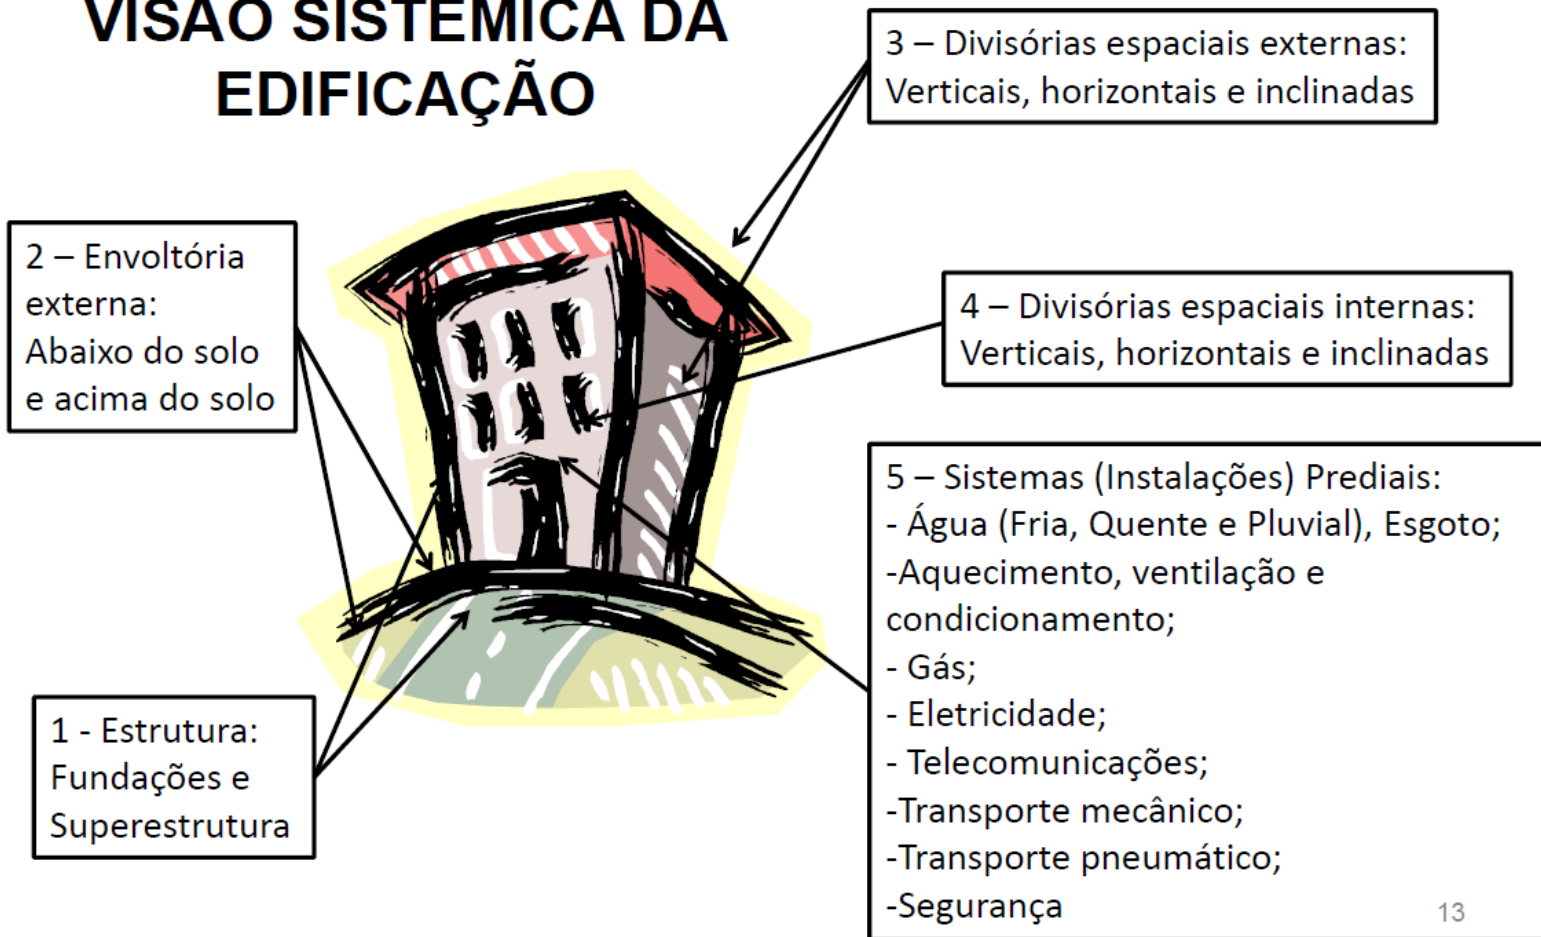 VISÃO SISTÊMICA DA
EDIFICAÇÃO
3 – Divisórias espaciais externas:
Verticais, horizontais e inclinadas
2 – Envoltória
externa:
Abaixo do solo
e acima do solo
4 – Divisórias espaciais internas:
Verticais, horizontais e inclinadas
1 - Estrutura:
Fundações e
Superestrutura
5 – Sistemas (Instalações) Prediais:
- Água (Fria, Quente e Pluvial), Esgoto;
-Aquecimento, ventilação e
condicionamento;
- Gás;
- Eletricidade;
- Telecomunicações;
-Transporte mecânico;
-Transporte pneumático;
-Segurança
13